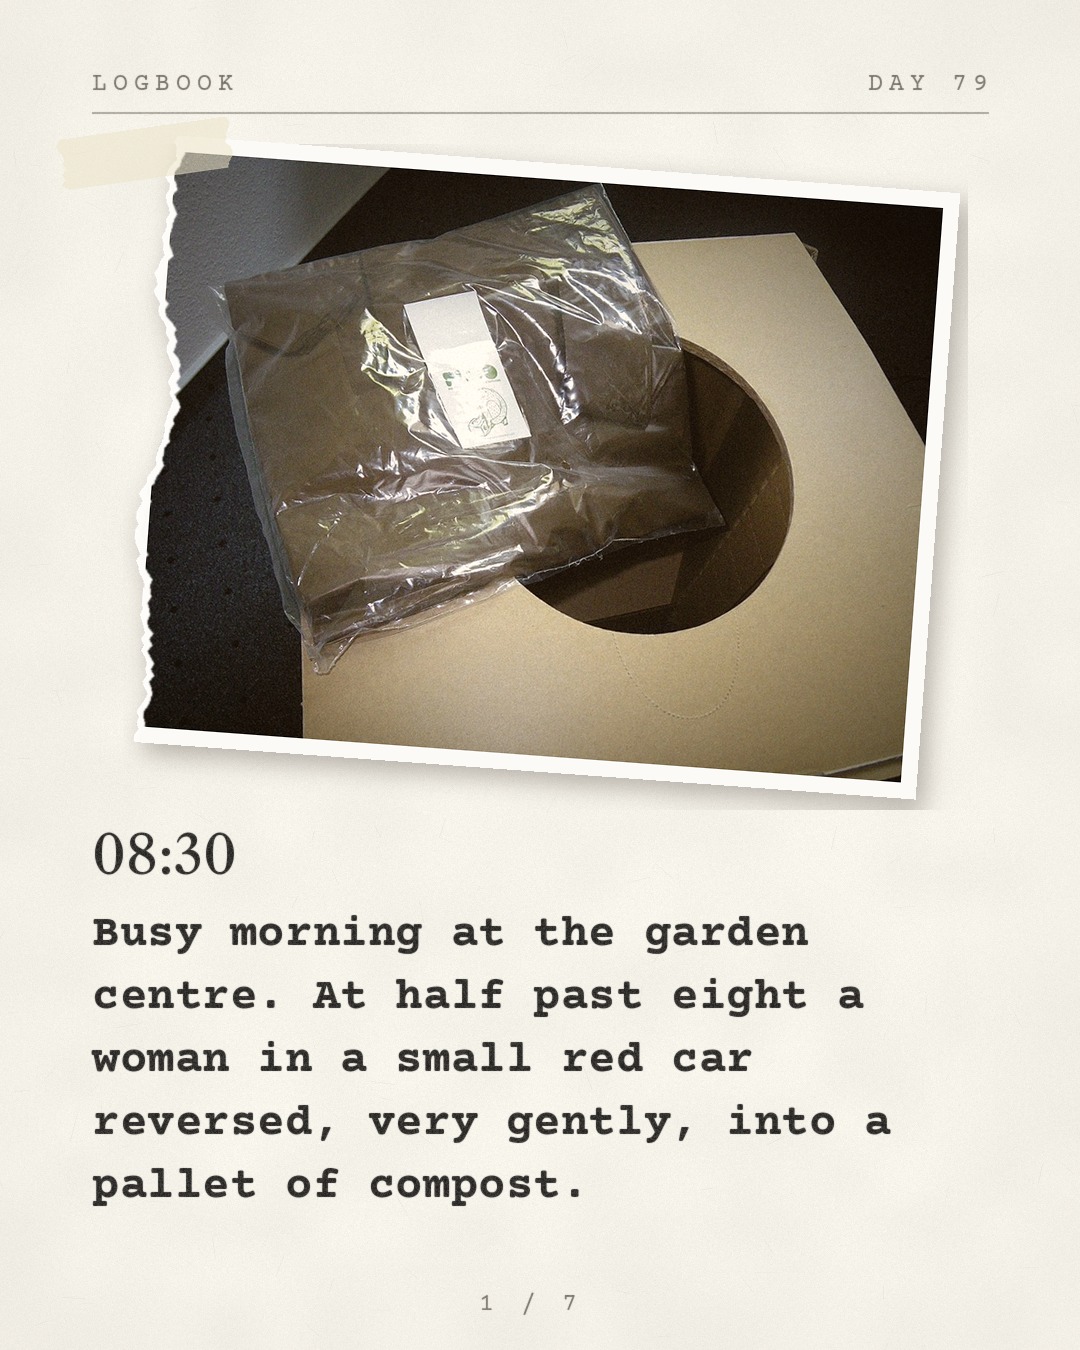 LOGBOOK
DAY 79
08:30
Busy morning at the garden
centre. At half past eight a
woman in a small red car
reversed, very gently, into a
pallet of compost.
1 / 7